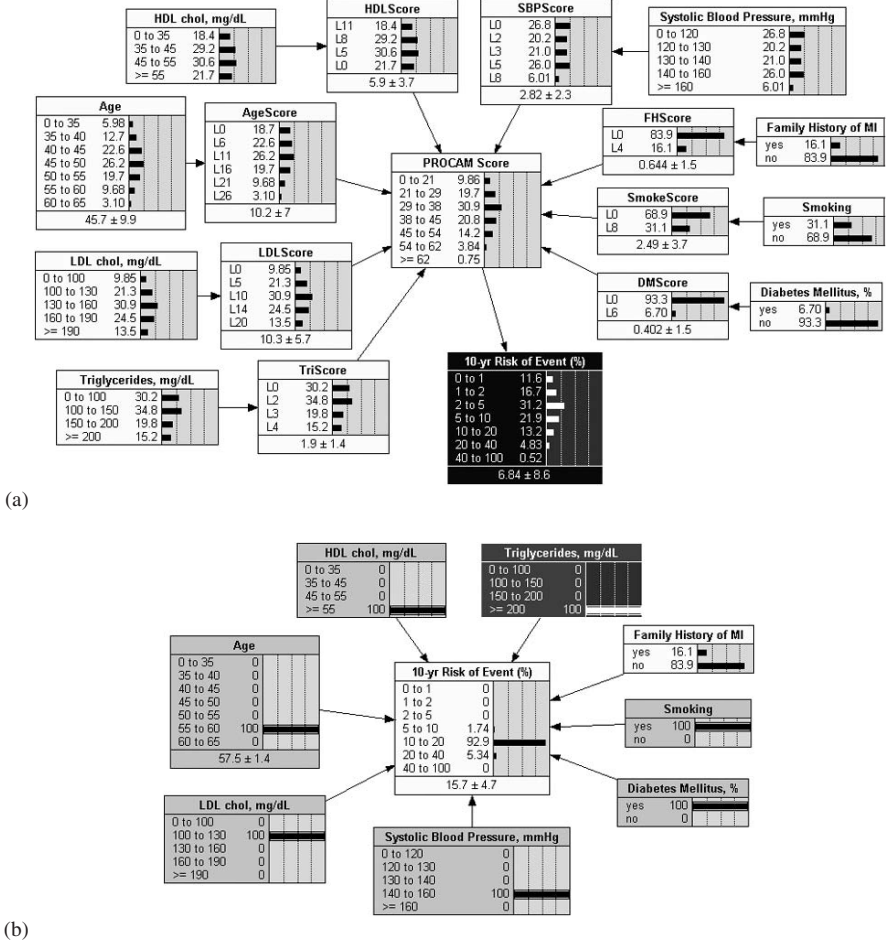 HDL chol, mg/dL
0 to 35 18.4
35 to 45 29.2
45 to 55 30.6
>= 55 21.7
HDLScore
L11 18.4
L8 29.2
L5 30.6
L0 21.7
5.9 ± 3.7
SBPScore
L0 26.8
L2 20.2
L3 21.0
L5 26.0
L8 6.01
2.82 ± 2.3
Systolic Blood Pressure, mmHg
0 to 120 26.8
120 to 130 20.2
130 to 140 21.0
140 to 160 26.0
>= 160 6.01
Age
0 to 35 5.98
35 to 40 12.7
40 to 45 22.6
45 to 50 26.2
50 to 55 19.7
55 to 60 9.68
60 to 65 3.10
45.7 ± 9.9
AgeScore
L0 18.7
L6 22.6
L11 26.2
L16 19.7
L21 9.68
L26 3.10
10.2 ± 7
PROCAM Score
0 to 21 9.86
21 to 29 19.7
29 to 38 30.9
38 to 45 20.8
45 to 54 14.2
54 to 62 3.84
>= 62 0.75
FHScore
L0 83.9
L4 16.1
0.644 ± 1.5
Family History of MI
yes 16.1
no 83.9
SmokeScore
L0 68.9
L8 31.1
2.49 ± 3.7
Smoking
yes 31.1
no 68.9
LDL chol, mg/dL
0 to 100 9.85
100 to 130 21.3
130 to 160 30.9
160 to 190 24.5
>= 190 13.5
LDLScore
L0 9.85
L5 21.3
L10 30.9
L14 24.5
L20 13.5
10.3 ± 5.7
DMScore
L0 93.3
L6 6.70
0.402 ± 1.5
Diabetes Mellitus, %
yes 6.70
no 93.3
Triglycerides, mg/dL
0 to 100 30.2
100 to 150 34.8
150 to 200 19.8
>= 200 15.2
TriScore
L0 30.2
L2 34.8
L3 19.8
L4 15.2
1.9 ± 1.4
10-yr Risk of Event (%)
0 to 1 11.6
1 to 2 16.7
2 to 5 31.2
5 to 10 21.9
10 to 20 13.2
20 to 40 4.83
40 to 100 0.52
6.84 ± 8.6
(a)
HDL chol, mg/dL
0 to 35 0
35 to 45 0
45 to 55 0
>= 55 100
Triglycerides, mg/dL
0 to 100 0
100 to 150 0
150 to 200 0
>= 200 100
Age
0 to 35 0
35 to 40 0
40 to 45 0
45 to 50 0
50 to 55 0
55 to 60 100
60 to 65 0
57.5 ± 1.4
10-yr Risk of Event (%)
0 to 1 0
1 to 2 0
2 to 5 0
5 to 10 1.74
10 to 20 92.9
20 to 40 5.34
40 to 100 0
15.7 ± 4.7
Family History of MI
yes 16.1
no 83.9
Smoking
yes 100
no 0
LDL chol, mg/dL
0 to 100 0
100 to 130 100
130 to 160 0
160 to 190 0
>= 190 0
Diabetes Mellitus, %
yes 100
no 0
Systolic Blood Pressure, mmHg
0 to 120 0
120 to 130 0
130 to 140 0
140 to 160 100
>= 160 0
(b)